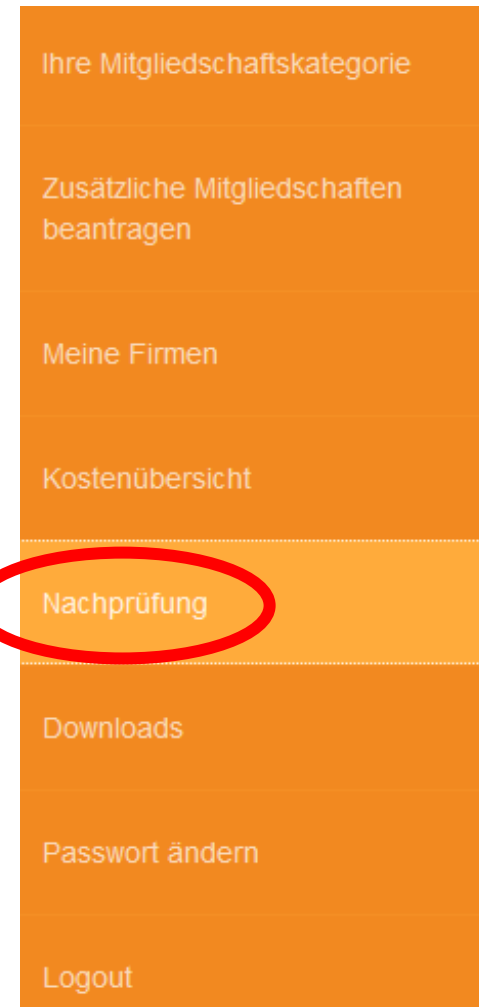 Ihre Mitgliedschaftskategorie
Zusätzliche Mitgliedschaften
beantragen
Meine Firmen
Kostenübersicht
Nachprüfung
Downloads
Passwort ändern
Logout